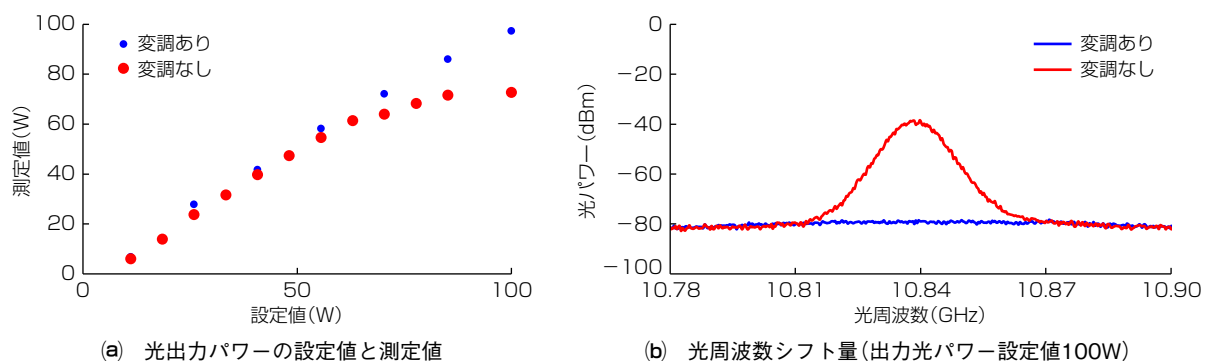 100
80
60
40
20
0
測定値(W)
変調あり
変調なし
0
50
100
設定値(W)
(a) 光出力パワーの設定値と測定値
−0
−20
−40
−60
−80
−100
光パワー(dBm)
変調あり
変調なし
10.78
10.81
10.84
10.87
10.90
光周波数(GHz)
(b) 光周波数シフト量(出力光パワー設定値100W)